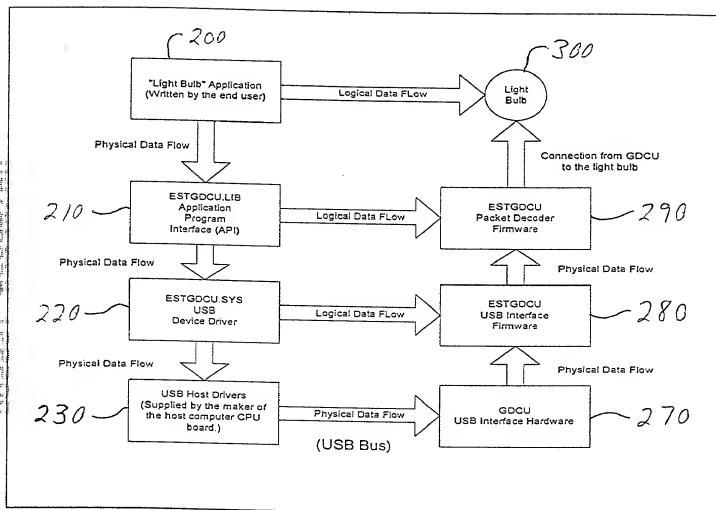 200
300
"Light Bulb" Application
(Written by the end user)
Logical Data FLow
Light
Bulb
Physical Data Flow
Connection from GDCU
to the light bulb
210
ESTGDCU.LIB
Application
Program
Interface (API)
Logical Data FLow
ESTGDCU
Packet Decoder
Firmware
290
Physical Data Flow
Physical Data Flow
220
ESTGDCU.SYS
USB
Device Driver
Logical Data FLow
ESTGDCU
USB Interface
Firmware
280
Physical Data Flow
Physical Data Flow
230
USB Host Drivers
(Supplied by the maker of
the host computer CPU
board.)
Physical Data Flow
(USB Bus)
GDCU
USB Interface Hardware
270